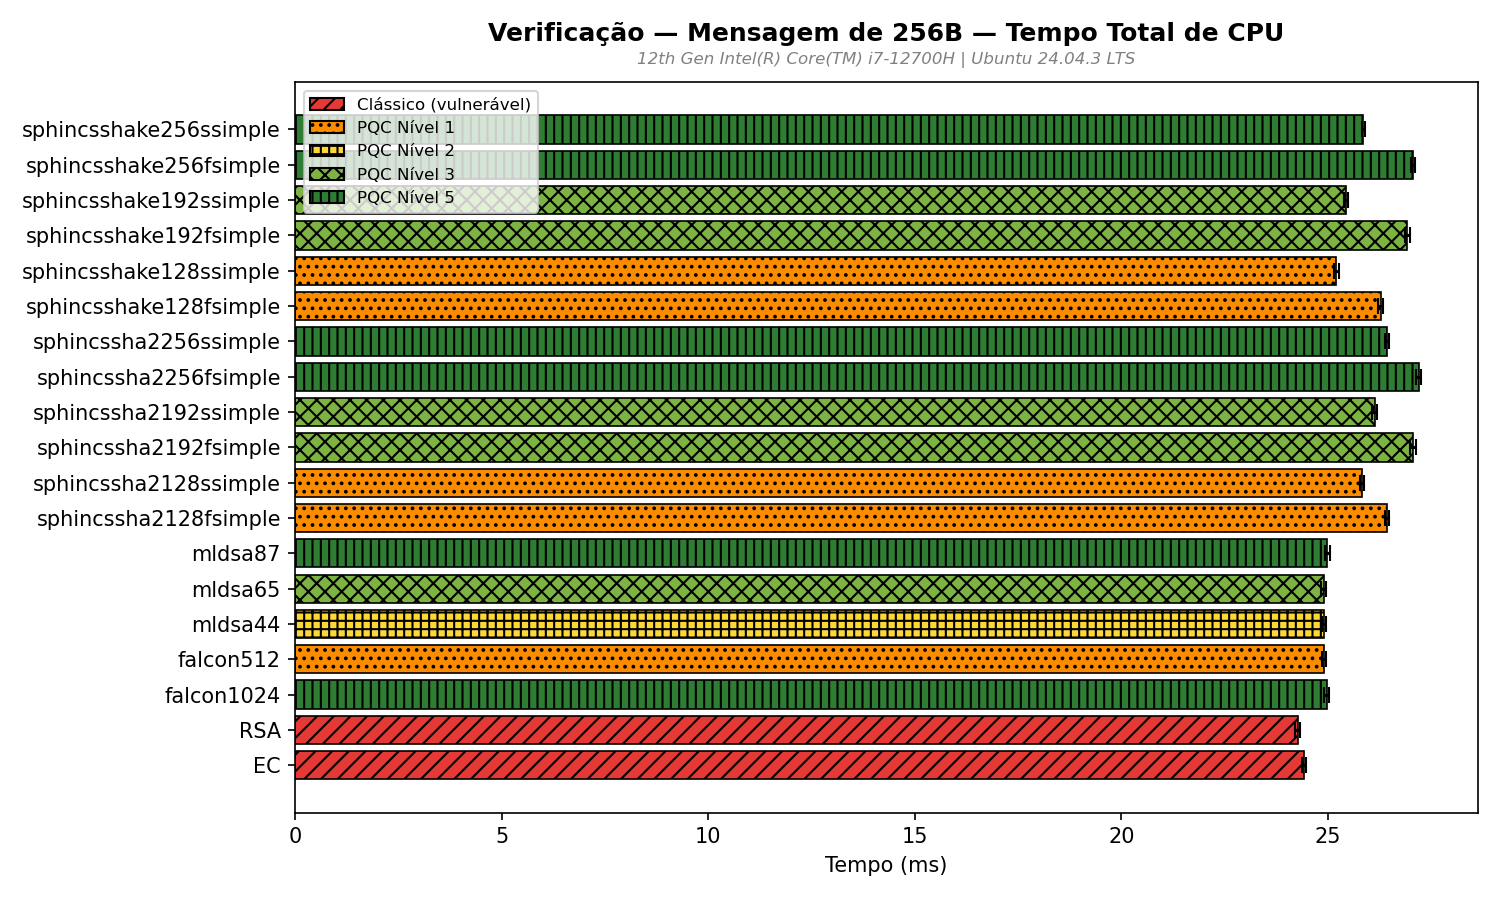 Verificação — Mensagem de 256B — Tempo Total de CPU
12th Gen Intel(R) Core(TM) i7-12700H | Ubuntu 24.04.3 LTS
Clássico (vulnerável)
PQC Nível 1
PQC Nível 2
PQC Nível 3
PQC Nível 5
sphincsshake256ssimple
sphincsshake256fsimple
sphincsshake192ssimple
sphincsshake192fsimple
sphincsshake128ssimple
sphincsshake128fsimple
sphincssha2256ssimple
sphincssha2256fsimple
sphincssha2192ssimple
sphincssha2192fsimple
sphincssha2128ssimple
sphincssha2128fsimple
mldsa87
mldsa65
mldsa44
falcon512
falcon1024
RSA
EC
0 5 10 15 20 25
Tempo (ms)